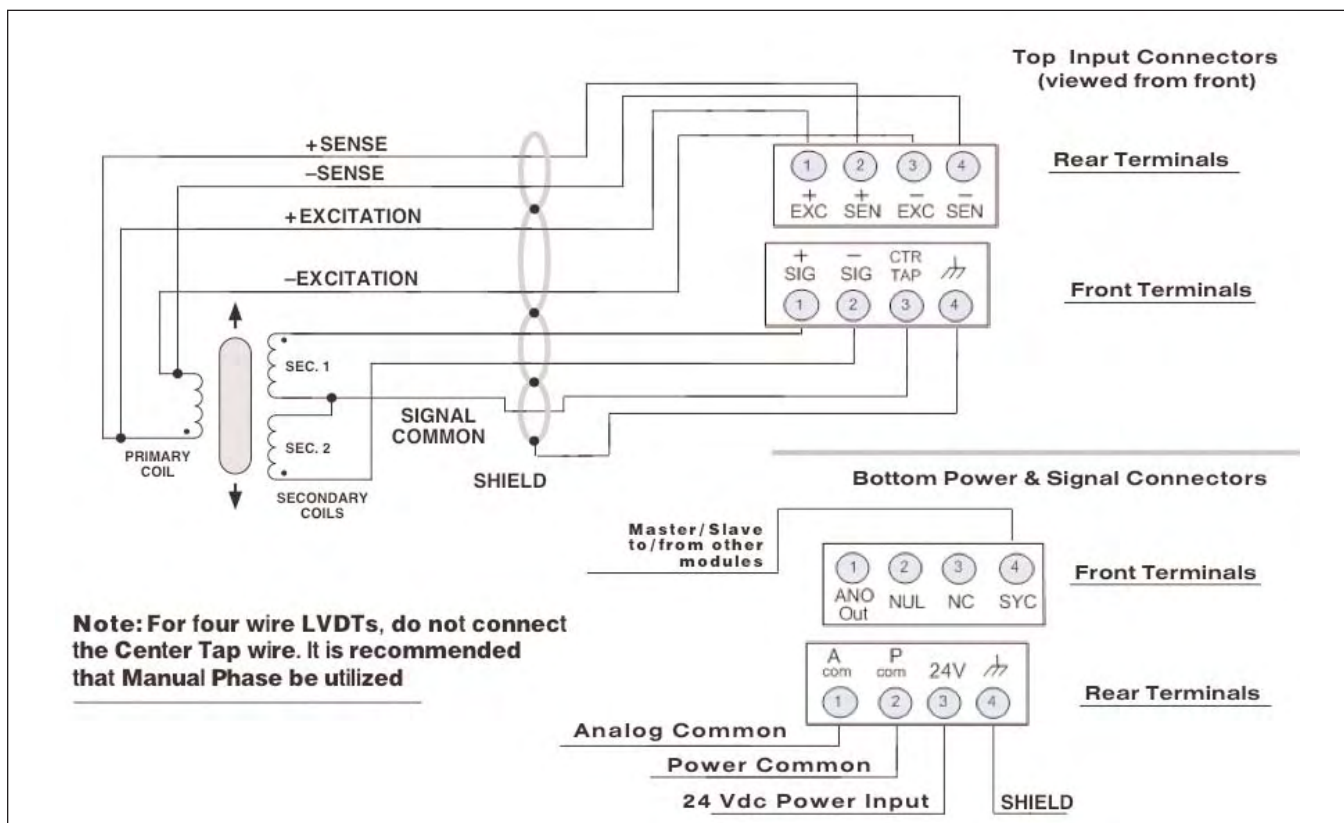 Top Input Connectors
(viewed from front)
+SENSE
–SENSE
+EXCITATION
–EXCITATION
1 2 3 4
+ + – –
EXC SEN EXC SEN
Rear Terminals
+ – CTR
SIG SIG TAP
1 2 3 4
Front Terminals
SEC. 1
SEC. 2
SIGNAL
COMMON
PRIMARY
COIL
SECONDARY
COILS
SHIELD
Bottom Power & Signal Connectors
Master/Slave
to/from other
modules
1 2 3 4
ANO NUL NC SYC
Out
Front Terminals
Note: For four wire LVDTs, do not connect
the Center Tap wire. It is recommended
that Manual Phase be utilized
A P
com com 24V
1 2 3 4
Rear Terminals
Analog Common
Power Common
24 Vdc Power Input
SHIELD